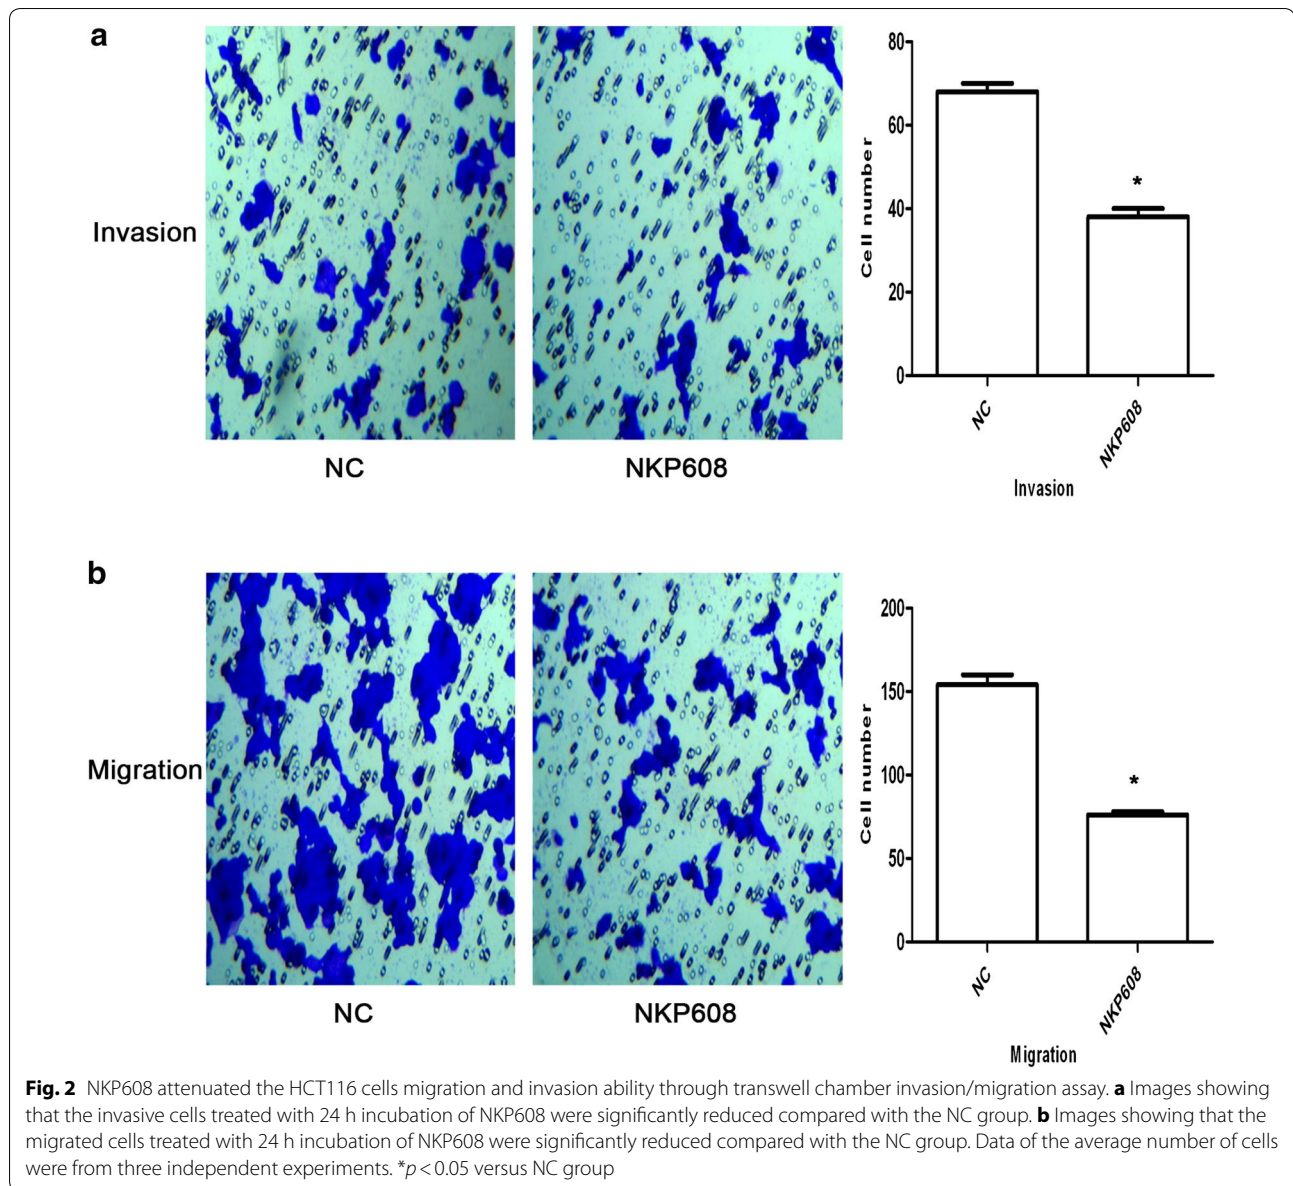 a
Invasion
NC
NKP608
80
60
40
20
0
Cell number
*
NC
NKP608
Invasion
b
Migration
NC
NKP608
200
150
100
50
0
Cell number
*
NC
NKP608
Migration
Fig. 2 NKP608 attenuated the HCT116 cells migration and invasion ability through transwell chamber invasion/migration assay. a Images showing
that the invasive cells treated with 24 h incubation of NKP608 were significantly reduced compared with the NC group. b Images showing that the
migrated cells treated with 24 h incubation of NKP608 were significantly reduced compared with the NC group. Data of the average number of cells
were from three independent experiments. *p < 0.05 versus NC group